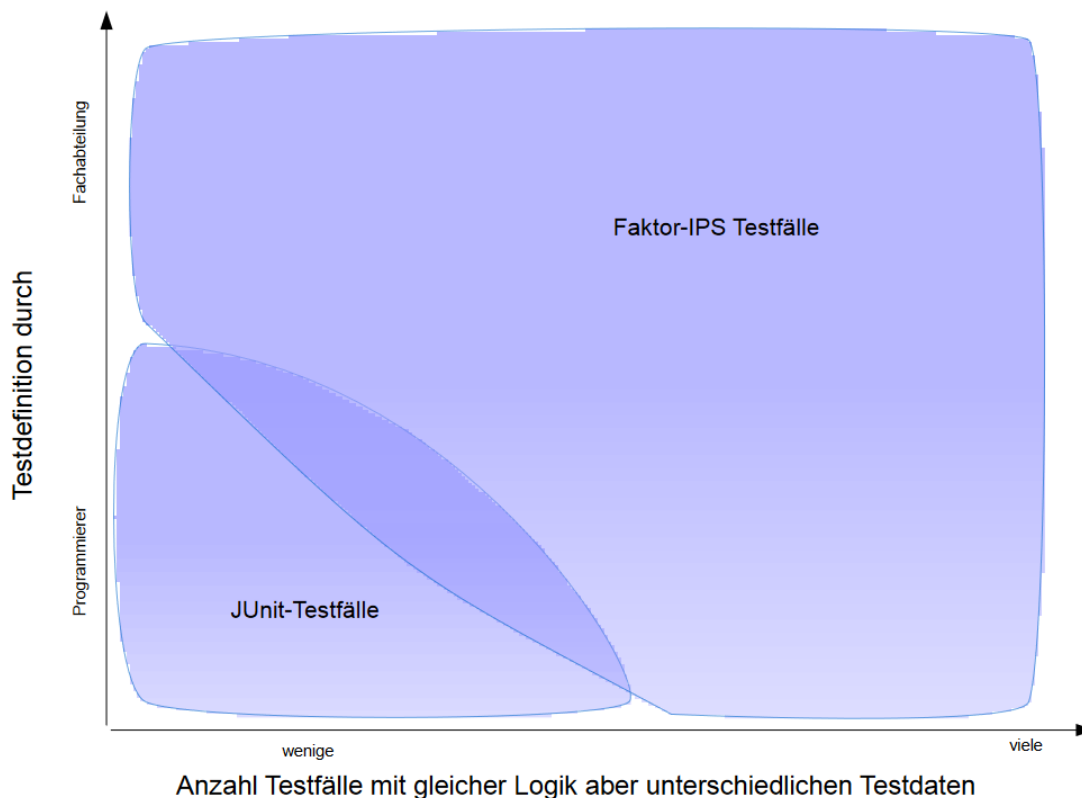 Testdefinition durch
Fachabteilung
Programmierer
Faktor-IPS Testfälle
JUnit-Testfälle
wenige
viele
Anzahl Testfälle mit gleicher Logik aber unterschiedlichen Testdaten